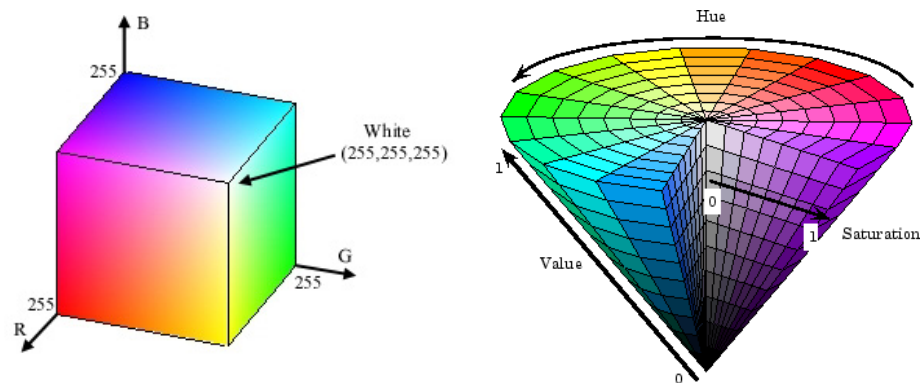 B
255
White
(255,255,255)
G
255
255
R
Hue
1
0
1
Saturation
Value
0